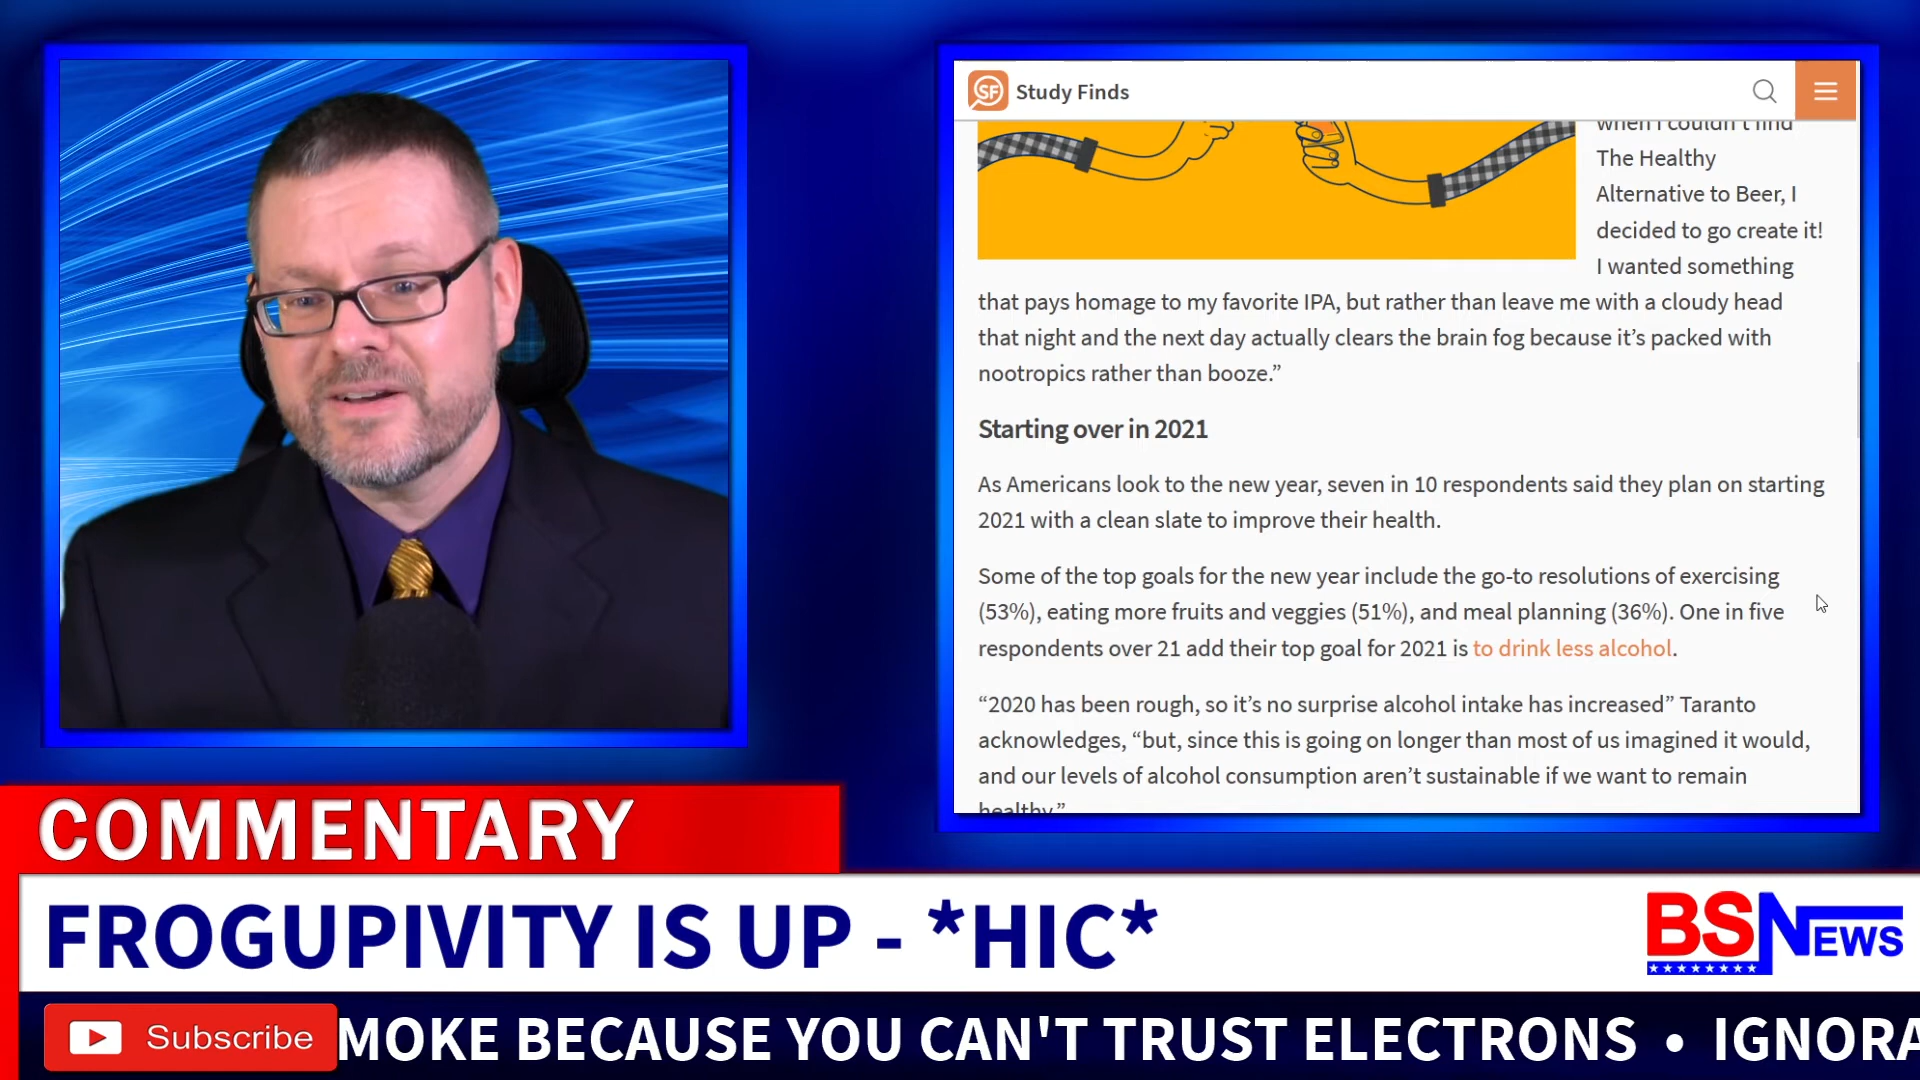 SF Study Finds
when I couldn't find
The Healthy
Alternative to Beer, I
decided to go create it!
I wanted something
that pays homage to my favorite IPA, but rather than leave me with a cloudy head
that night and the next day actually clears the brain fog because it’s packed with
nootropics rather than booze.”
Starting over in 2021
As Americans look to the new year, seven in 10 respondents said they plan on starting
2021 with a clean slate to improve their health.
Some of the top goals for the new year include the go-to resolutions of exercising
(53%), eating more fruits and veggies (51%), and meal planning (36%). One in five
respondents over 21 add their top goal for 2021 is to drink less alcohol.
“2020 has been rough, so it’s no surprise alcohol intake has increased” Taranto
acknowledges, “but, since this is going on longer than most of us imagined it would,
and our levels of alcohol consumption aren’t sustainable if we want to remain
healthy.”
COMMENTARY
FROGUPIVITY IS UP - *HIC*
BSNEWS
Subscribe
MOKE BECAUSE YOU CAN'T TRUST ELECTRONS • IGNORA